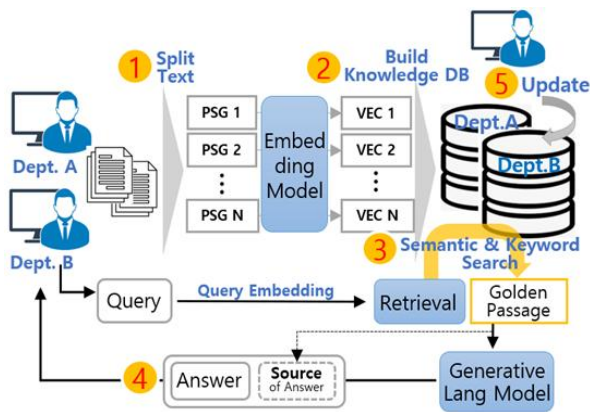 1 Split
Text
2 Build
Knowledge DB
5 Update
Dept. A
Dept. B
PSG 1
PSG 2
PSG N
Embed
ding
Model
VEC 1
VEC 2
VEC N
Dept.A
Dept.B
3 Semantic & Keyword
Search
Query
Query Embedding
Retrieval
Golden
Passage
4
Answer
Source
of Answer
Generative
Lang Model